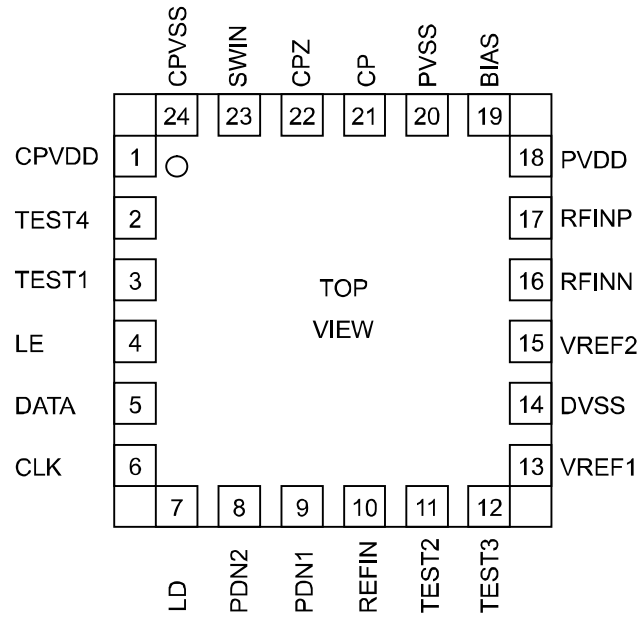 CPVSS SWIN CPZ CP PVSS BIAS
24 23 22 21 20 19
CPVDD 1 18 PVDD
TEST4 2 17 RFINP
TEST1 3 16 RFINN
TOP
VIEW
LE 4 15 VREF2
DATA 5 14 DVSS
CLK 6 13 VREF1
7 8 9 10 11 12
LD PDN2 PDN1 REFIN TEST2 TEST3